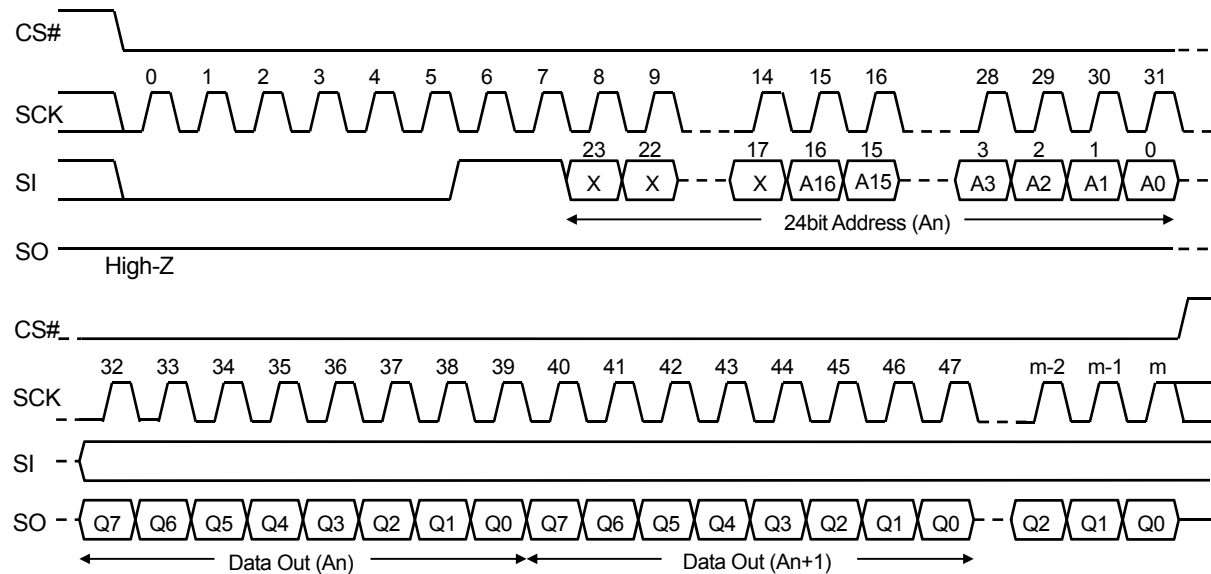 CS#
0 1 2 3 4 5 6 7 8 9 14 15 16 28 29 30 31
SCK
23 22 17 16 15 3 2 1 0
SI X X X A16 A15 A3 A2 A1 A0
24bit Address (An)
SO
High-Z
CS#
32 33 34 35 36 37 38 39 40 41 42 43 44 45 46 47 m-2 m-1 m
SCK
SI
SO Q7 Q6 Q5 Q4 Q3 Q2 Q1 Q0 Q7 Q6 Q5 Q4 Q3 Q2 Q1 Q0 Q2 Q1 Q0
Data Out (An) Data Out (An+1)